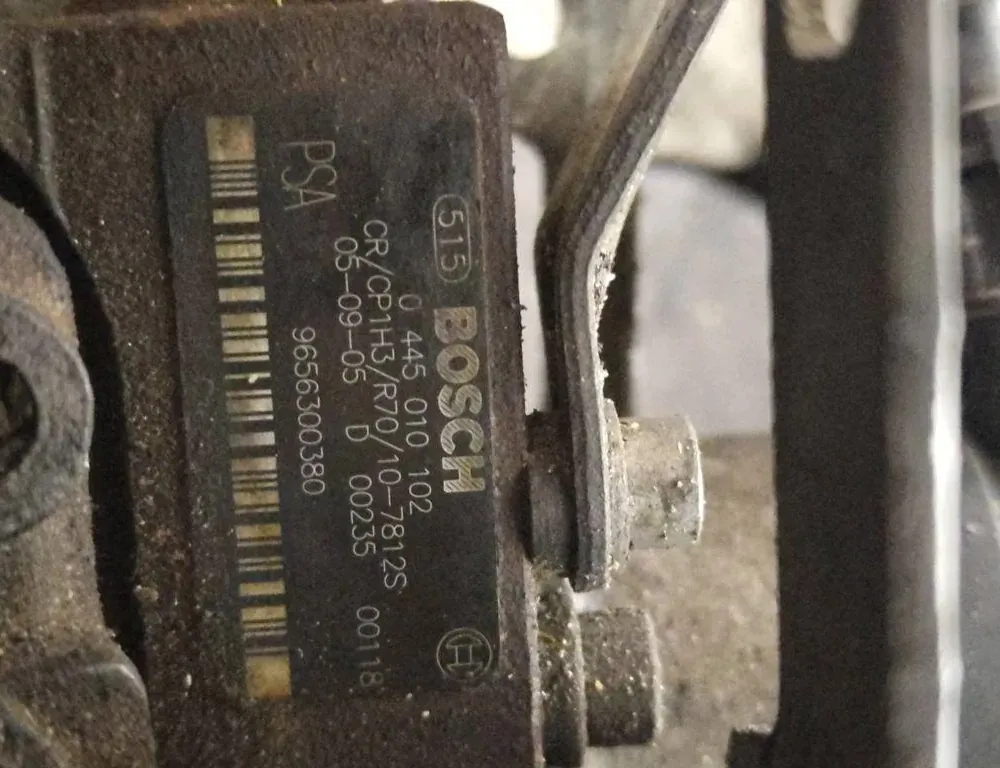 515 BOSCH
0 445 010 102
CR/CP1H3/R70/10-7812S
05-09-05 D 00235 00118
PSA 9656300380